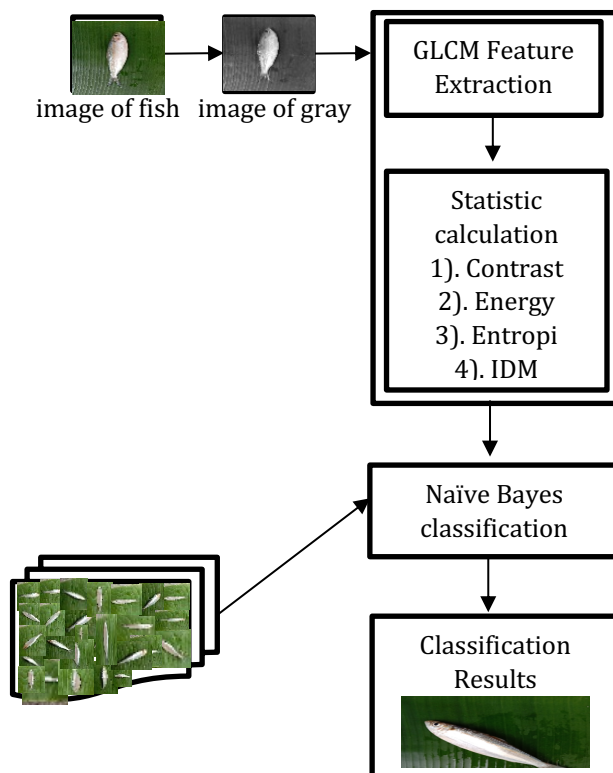 image of fish
image of gray
GLCM Feature
Extraction
Statistic
calculation
1). Contrast
2). Energy
3). Entropi
4). IDM
Naïve Bayes
classification
Classification
Results